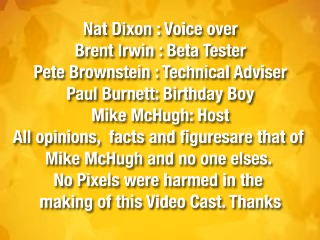 Nat Dixon : Voice over
Brent Irwin : Beta Tester
Pete Brownstein : Technical Adviser
Paul Burnett: Birthday Boy
Mike McHugh: Host
All opinions,  facts and figuresare that of
Mike McHugh and no one elses.
No Pixels were harmed in the
making of this Video Cast. Thanks